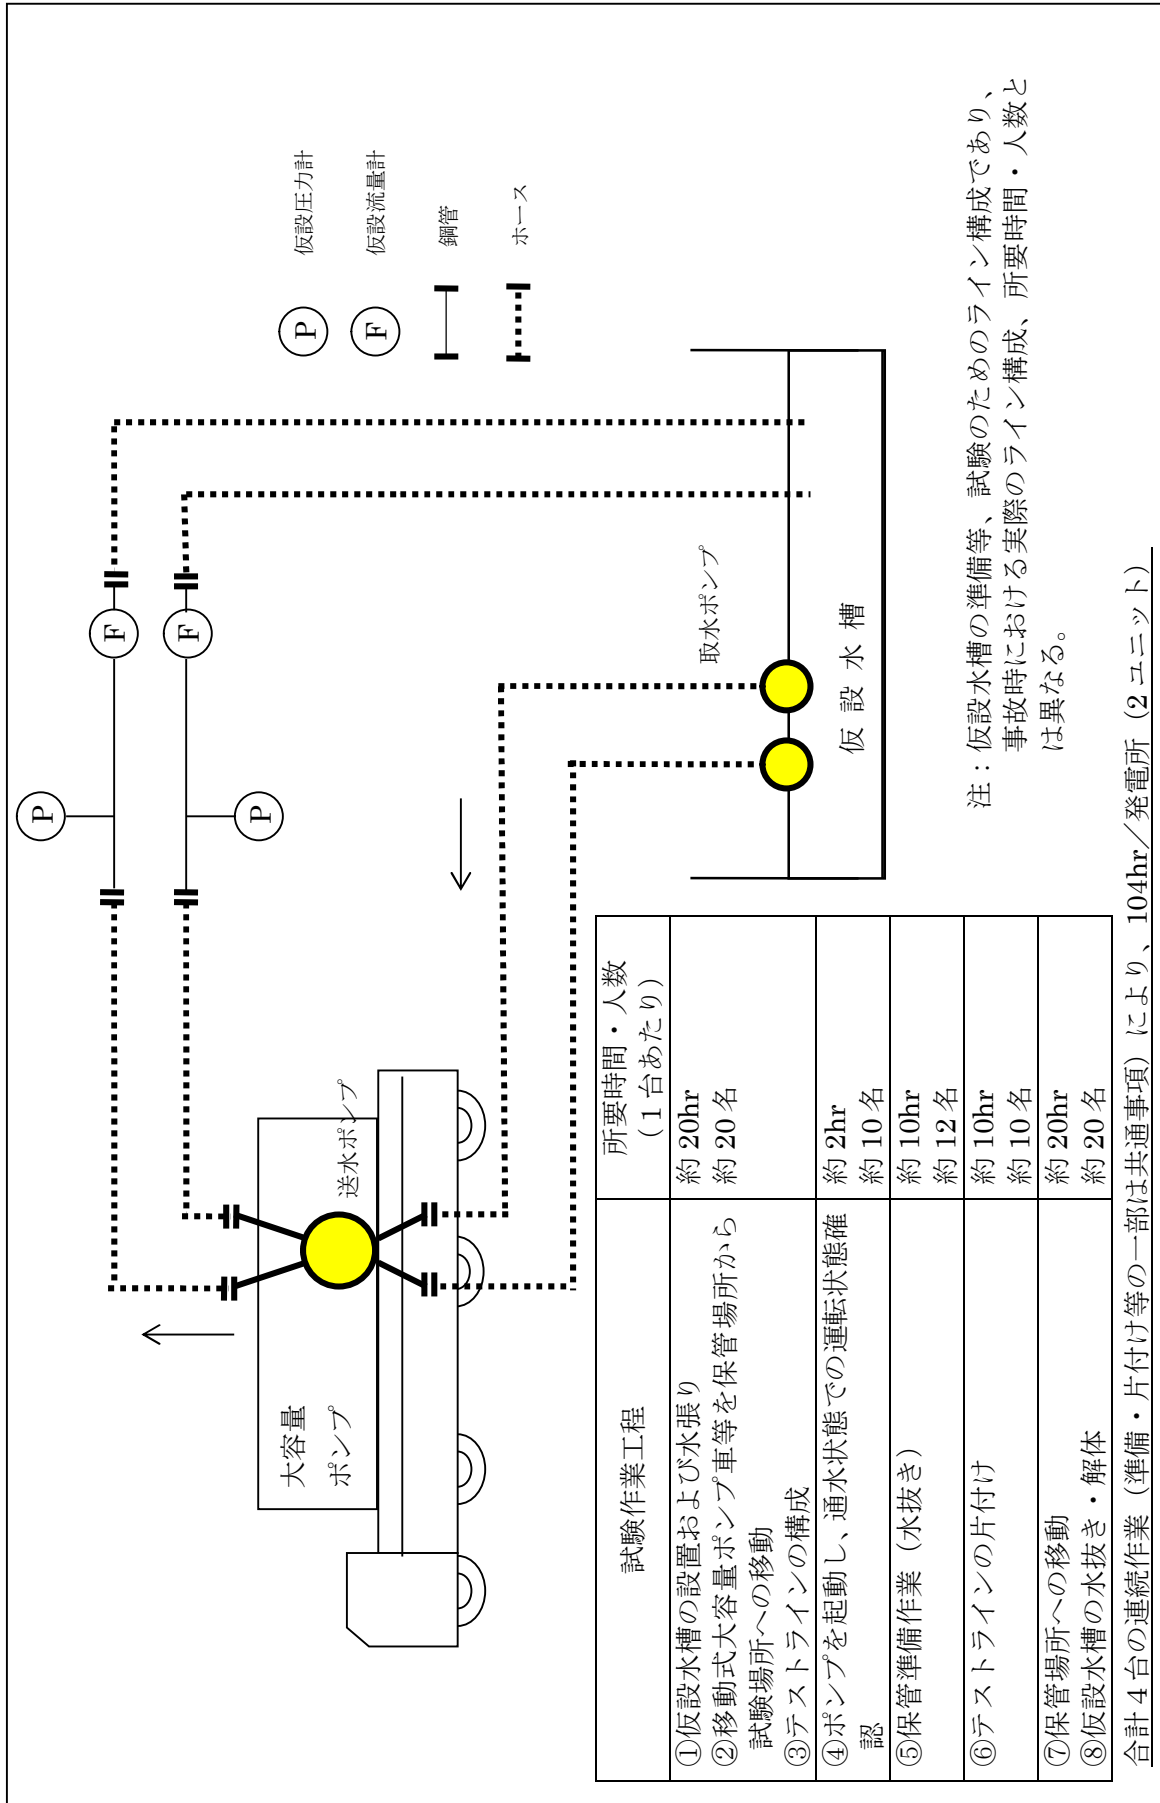 P
P
F
F
P 仮設圧力計
F 仮設流量計
鋼管
ホース
大容量
ポンプ
送水ポンプ
取水ポンプ
仮設水槽
試験作業工程
所要時間・人数
(1 台あたり)
①仮設水槽の設置および水張り
②移動式大容量ポンプ車等を保管場所から
試験場所への移動
③テストラインの構成
約 20hr
約 20 名
④ポンプを起動し、通水状態での運転状態確
認
約 2hr
約 10 名
⑤保管準備作業（水抜き）
約 10hr
約 12 名
⑥テストラインの片付け
約 10hr
約 10 名
⑦保管場所への移動
⑧仮設水槽の水抜き・解体
約 20hr
約 20 名
合計 4 台の連続作業（準備・片付け等の一部は共通事項）により、104hr／発電所（2 ユニット）
注：仮設水槽の準備等、試験のためのライン構成であり、
事故時における実際のライン構成、所要時間・人数と
は異なる。